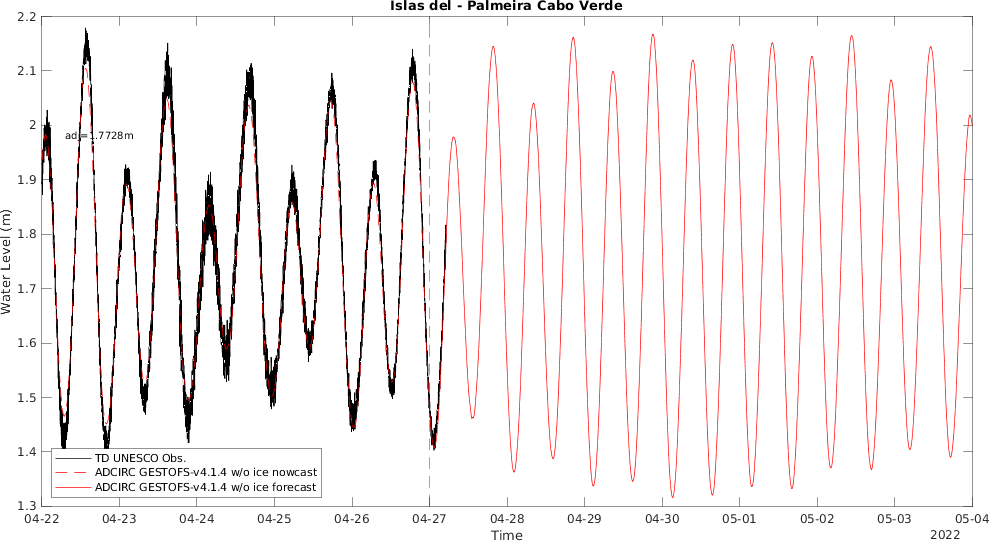 Islas del - Palmeira Cabo Verde
2.2
2.1
2
1.9
1.8
1.7
1.6
1.5
1.4
1.3
Water Level (m)
adj=1.7728m
TD UNESCO Obs.
ADCIRC GESTOFS-v4.1.4 w/o ice nowcast
ADCIRC GESTOFS-v4.1.4 w/o ice forecast
04-22 04-23 04-24 04-25 04-26 04-27 04-28 04-29 04-30 05-01 05-02 05-03 05-04
Time
2022